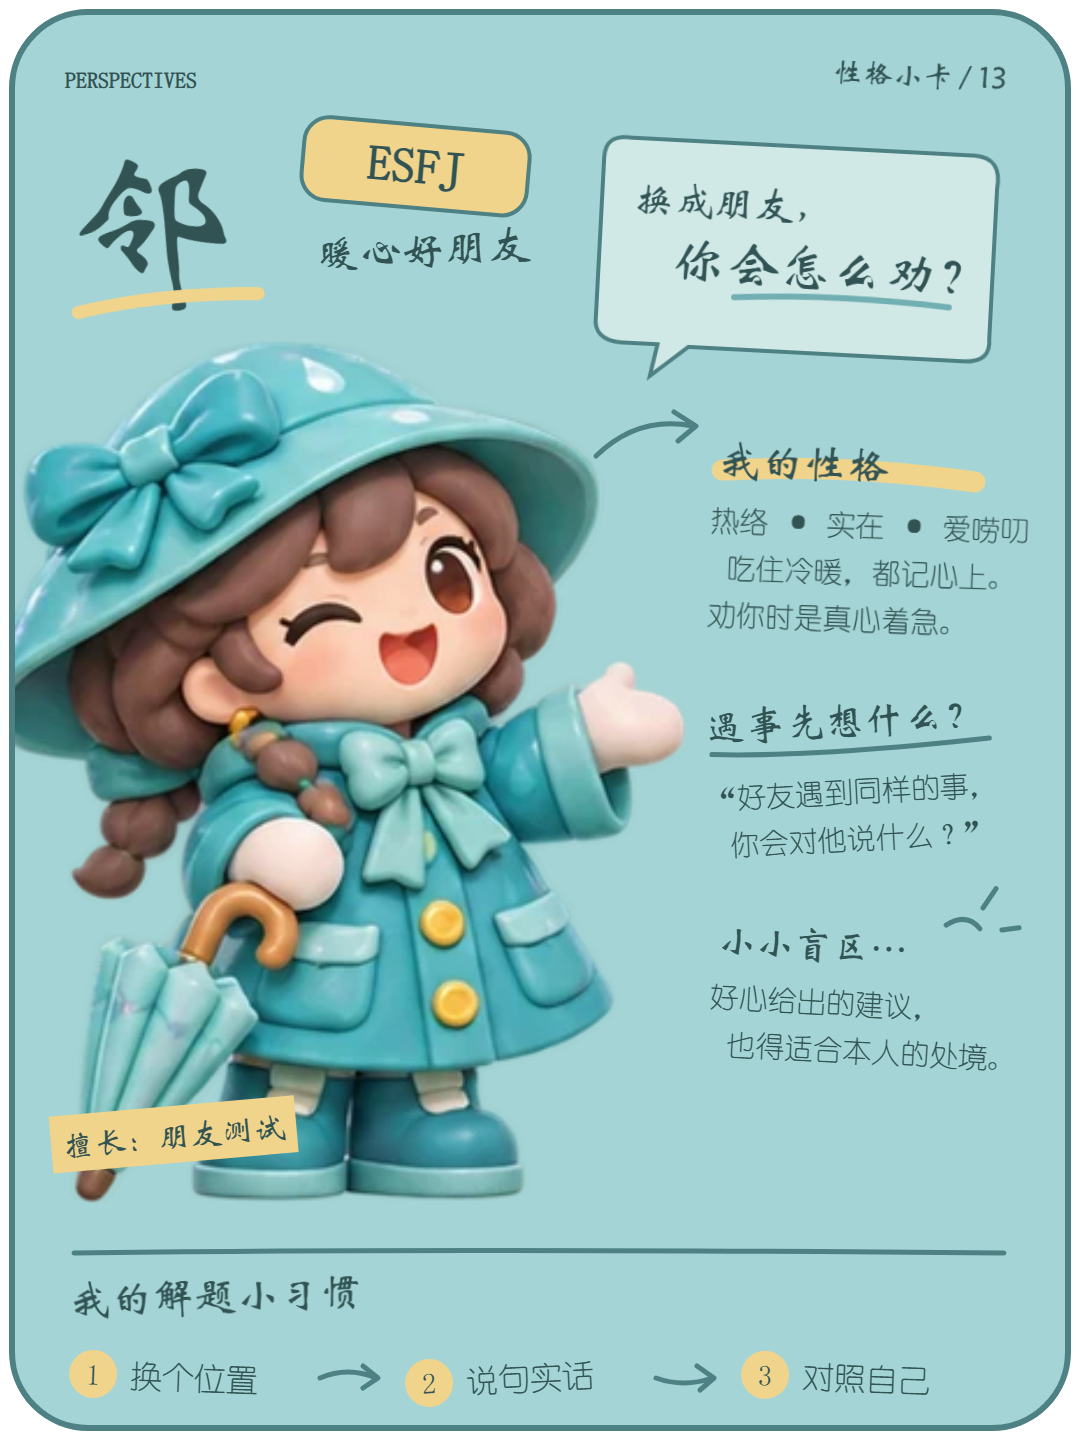 PERSPECTIVES
性格小卡 / 13
邻
ESFJ
暖心好朋友
换成朋友，
你会怎么劝？
我的性格
热络 • 实在 • 爱唠叨
吃住冷暖，都记心上。
劝你时是真心着急。
遇事先想什么？
“好友遇到同样的事，
你会对他说什么？”
小小盲区…
好心给出的建议，
也得适合本人的处境。
擅长：朋友测试
我的解题小习惯
1 换个位置 → 2 说句实话 → 3 对照自己